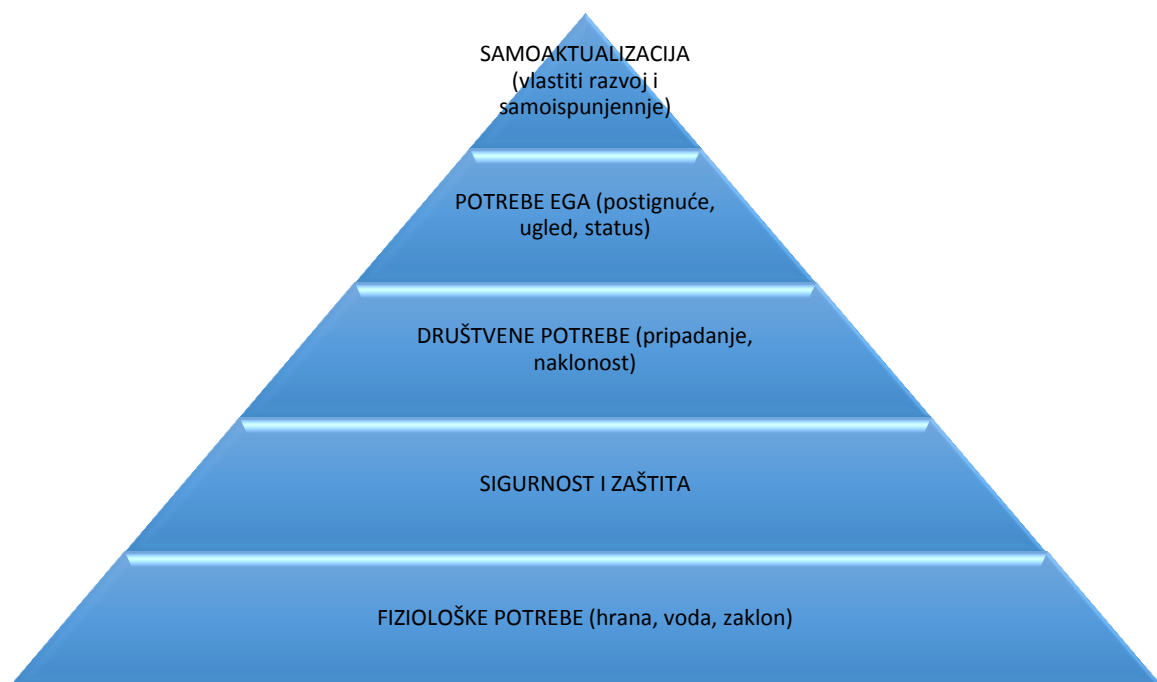 SAMOAKTUALIZACIJA
(vlastiti razvoj i
samoispunjennje)
POTREBE EGA (postignuće,
ugled, status)
DRUŠTVENE POTREBE (pripadanje,
naklonost)
SIGURNOST I ZAŠTITA
FIZIOLOŠKE POTREBE (hrana, voda, zaklon)